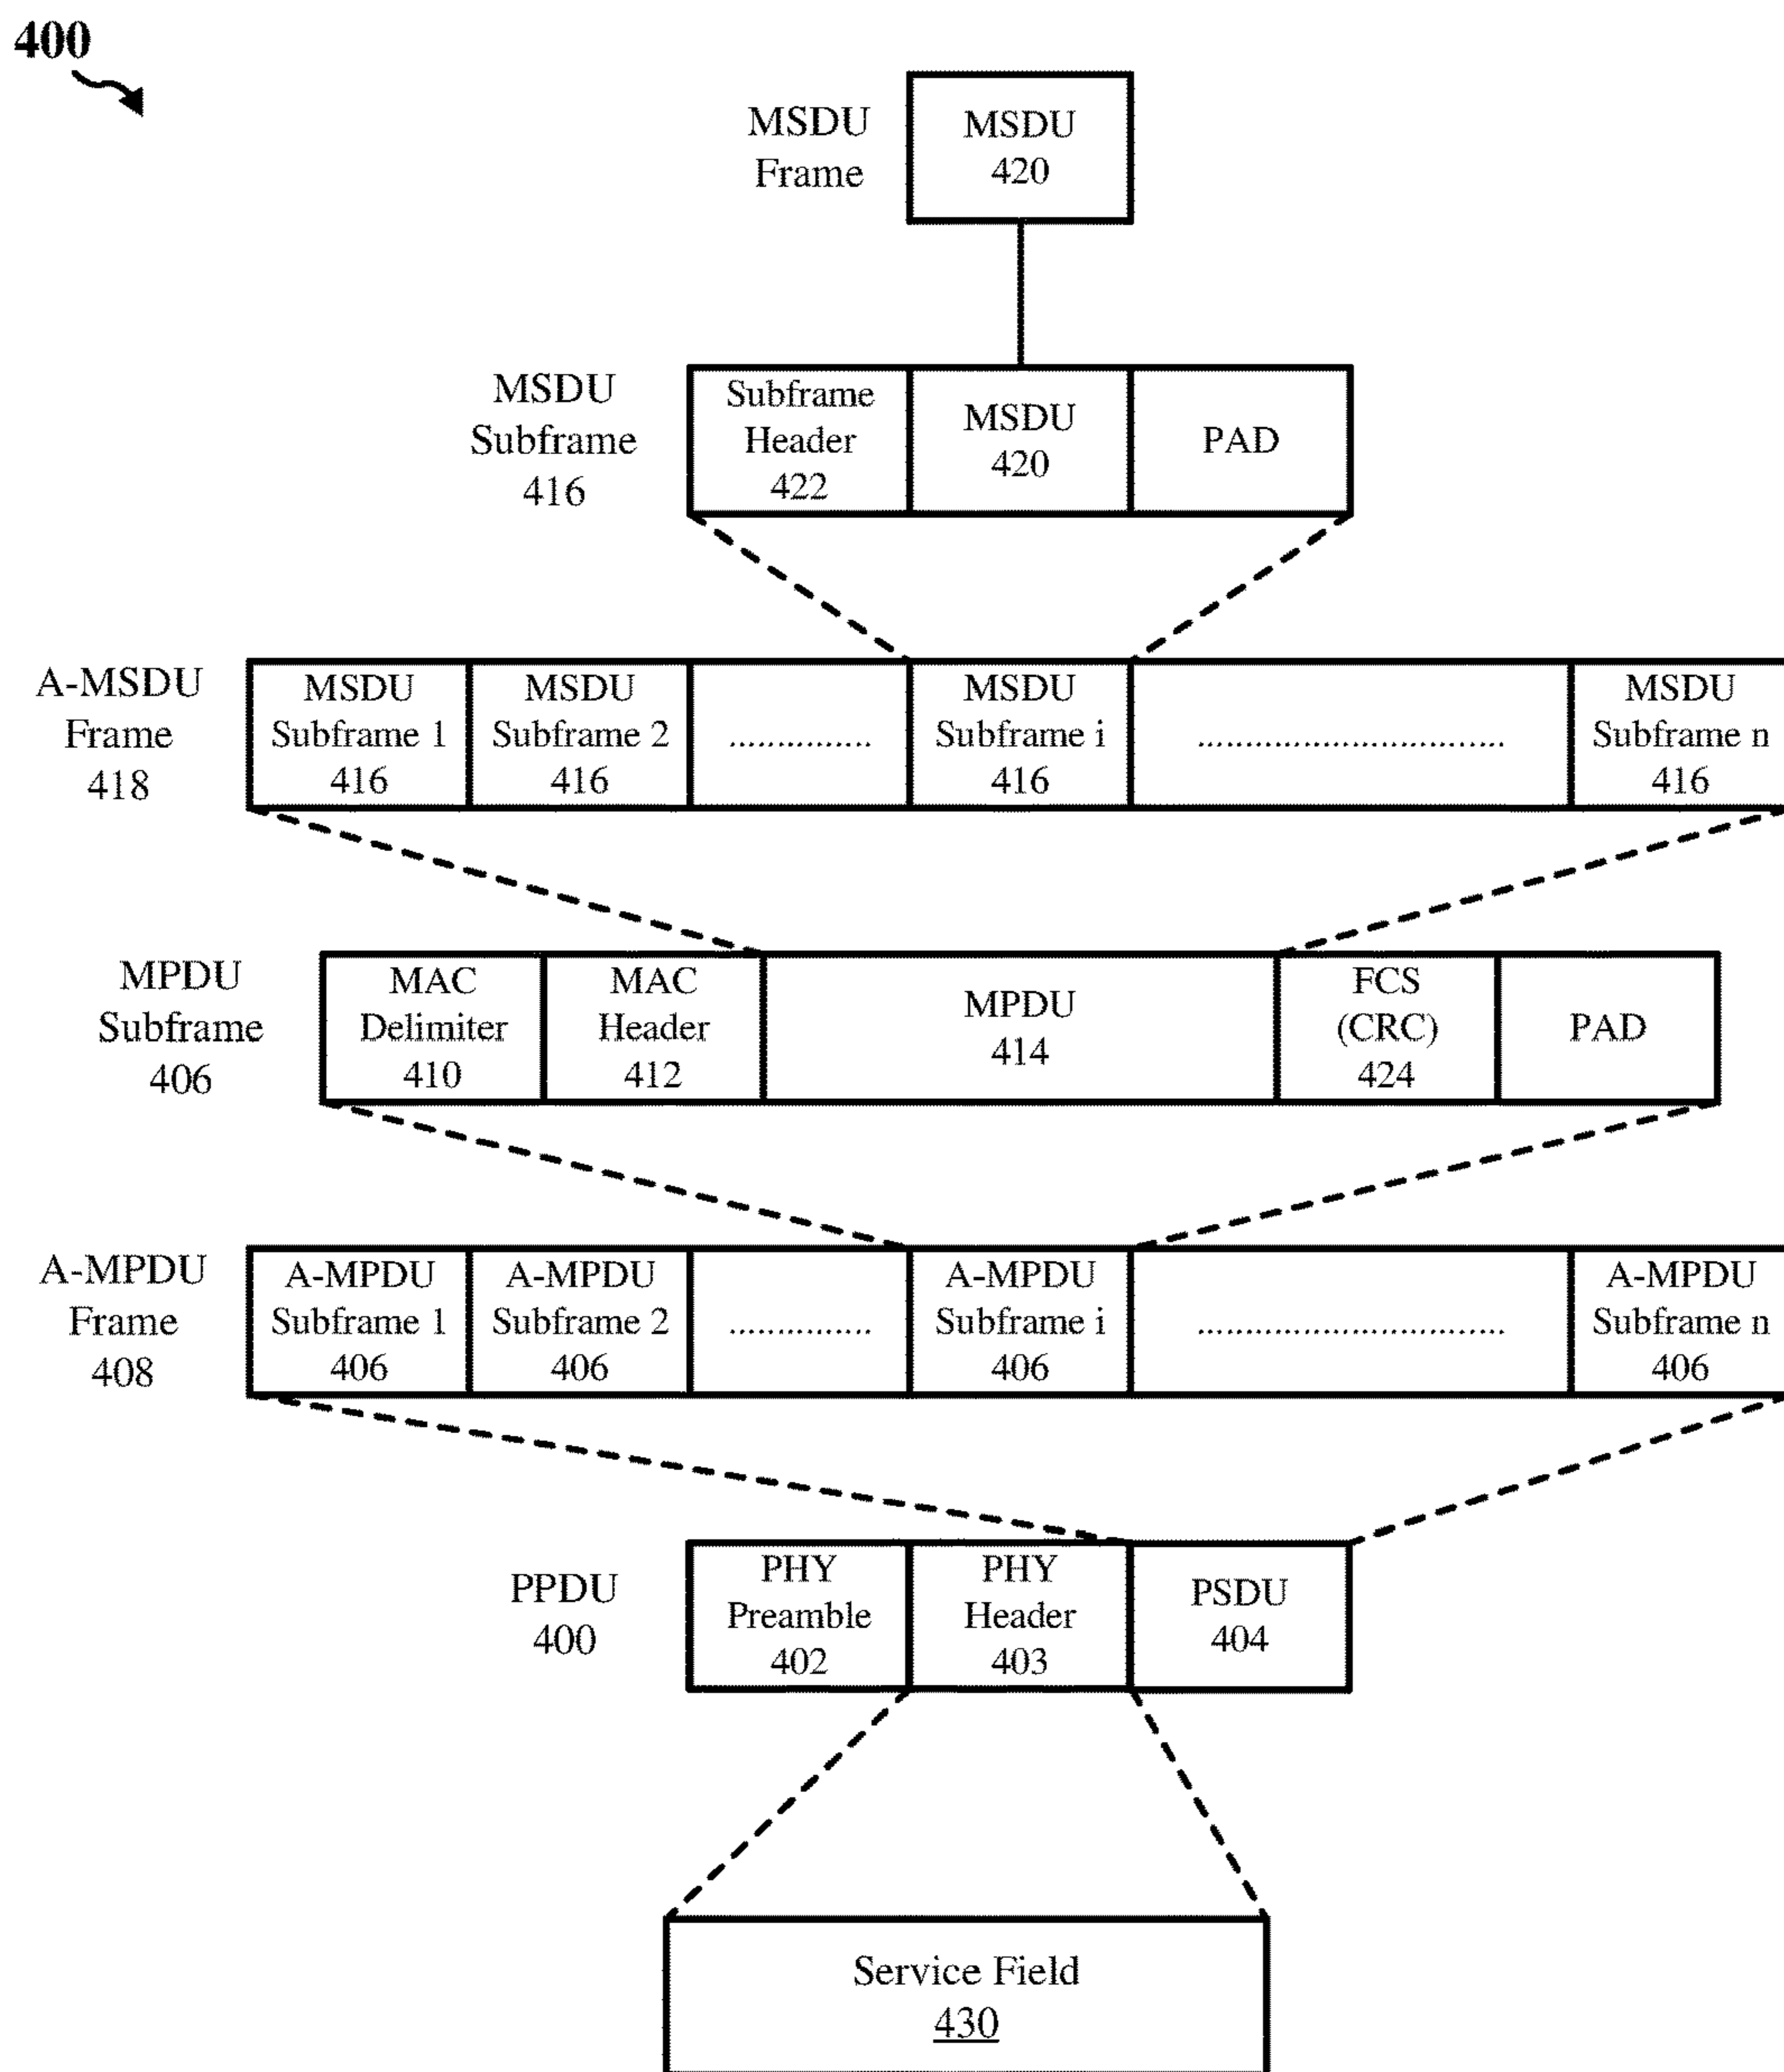 400
MSDU
Frame
MSDU
420
MSDU
Subframe
416
Subframe
Header
422
MSDU
420
PAD
A-MSDU
Frame
418
MSDU
Subframe 1
416
MSDU
Subframe 2
416
...............
MSDU
Subframe i
416
................................
MSDU
Subframe n
416
MPDU
Subframe
406
MAC
Delimiter
410
MAC
Header
412
MPDU
414
FCS
(CRC)
424
PAD
A-MPDU
Frame
408
A-MPDU
Subframe 1
406
A-MPDU
Subframe 2
406
...............
A-MPDU
Subframe i
406
................................
A-MPDU
Subframe n
406
PPDU
400
PHY
Preamble
402
PHY
Header
403
PSDU
404
Service Field
430